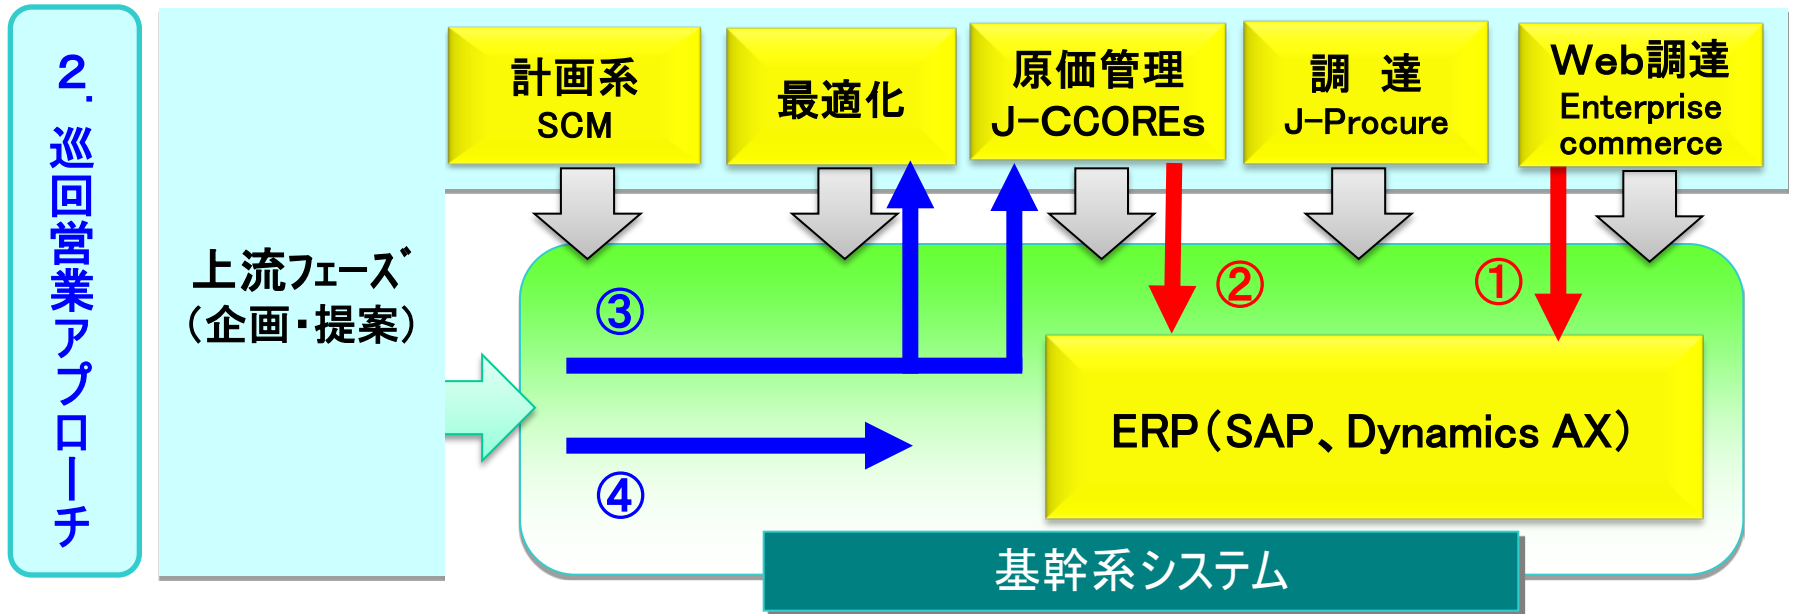 ２．巡回営業アプローチ
上流フェーズ
（企画・提案）
計画系
SCM
最適化
原価管理
J-CCOREs
調　達
J-Procure
Web調達
Enterprise
commerce
①
②
③
④
ERP（SAP、Dynamics AX）
基幹系システム